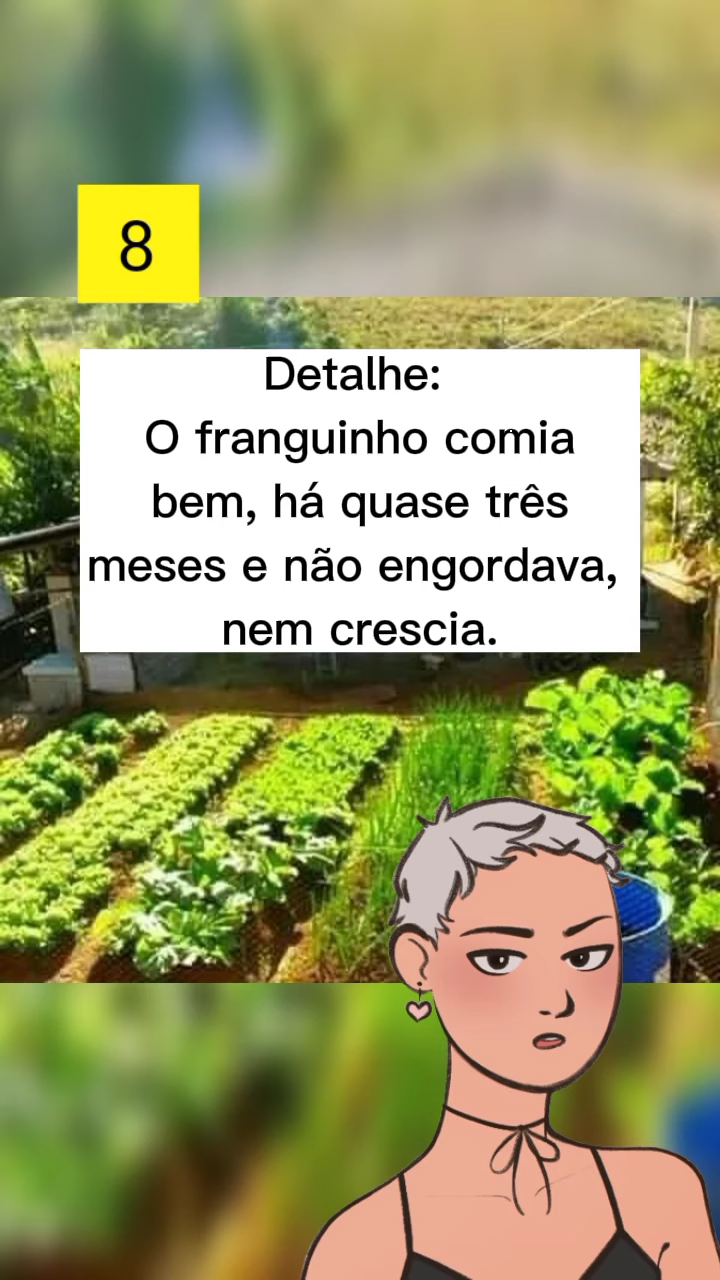 8
Detalhe:
O franguinho comia
bem, há quase três
meses e não engordava,
nem crescia.